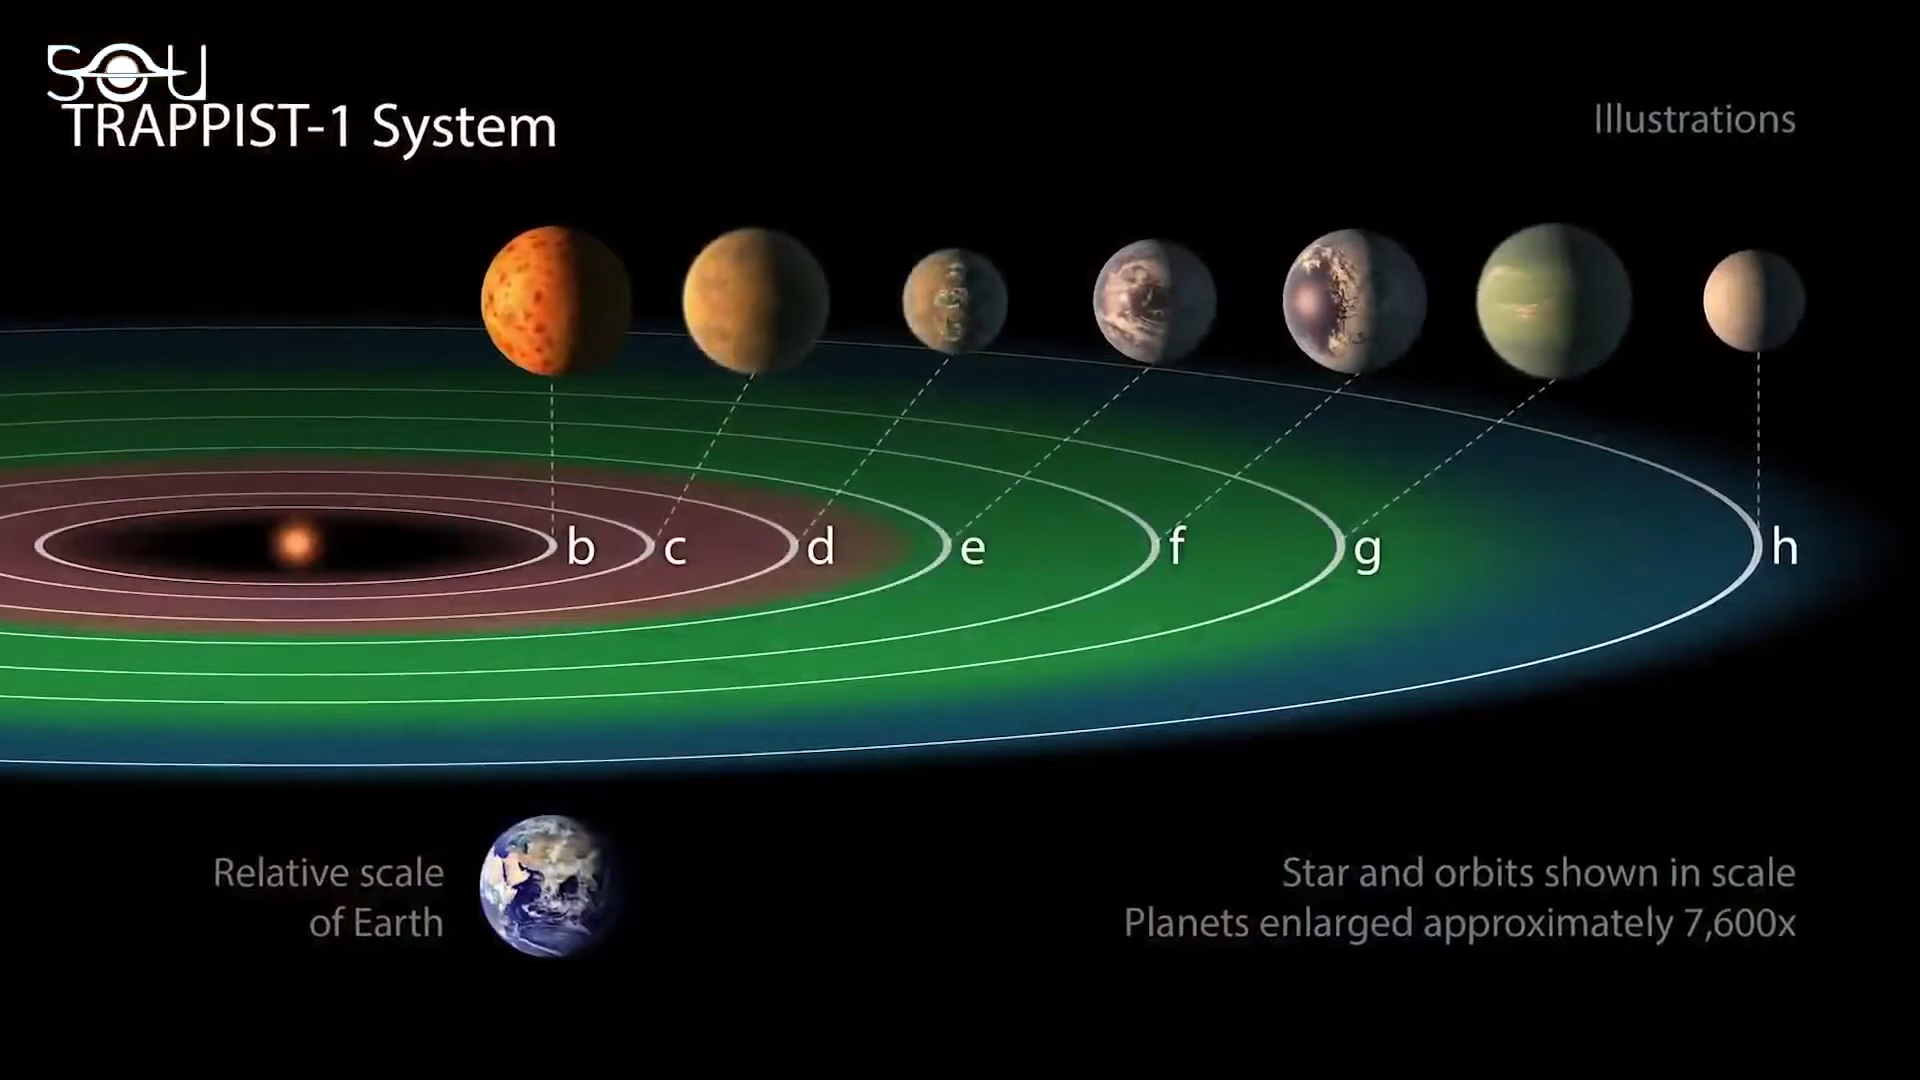 SOU
TRAPPIST-1 System
Illustrations
b
c
d
e
f
g
h
Relative scale
of Earth
Star and orbits shown in scale
Planets enlarged approximately 7,600x